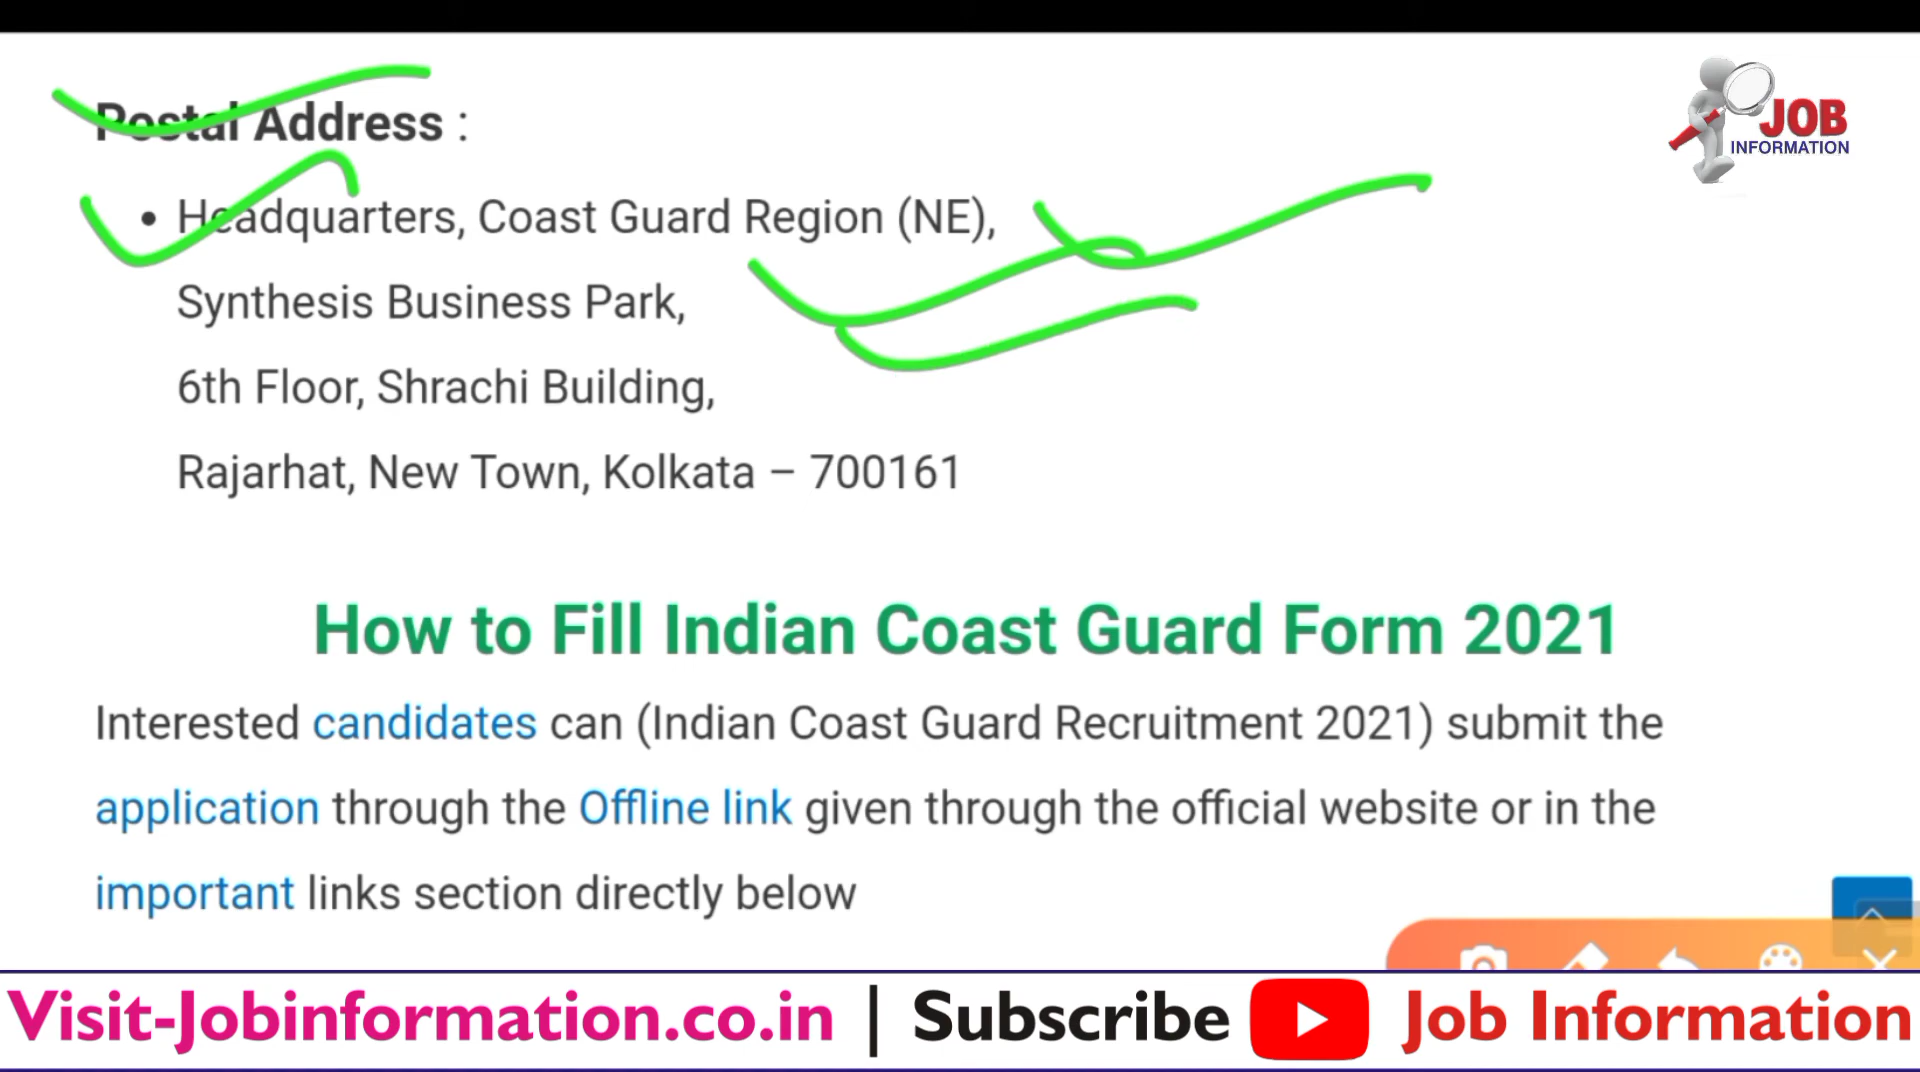 Postal Address :
JOB
INFORMATION
• Headquarters, Coast Guard Region (NE),
Synthesis Business Park,
6th Floor, Shrachi Building,
Rajarhat, New Town, Kolkata – 700161
How to Fill Indian Coast Guard Form 2021
Interested candidates can (Indian Coast Guard Recruitment 2021) submit the
application through the Offline link given through the official website or in the
important links section directly below
Visit-Jobinformation.co.in | Subscribe Job Information